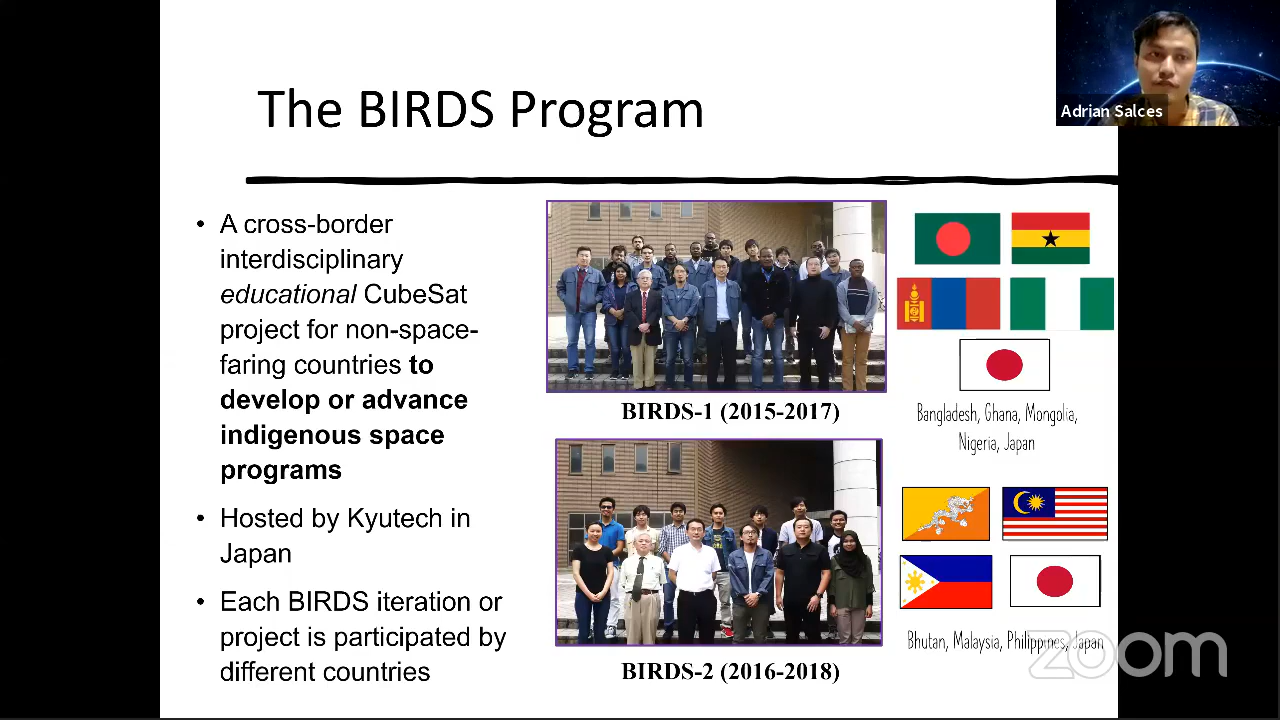 The BIRDS Program
Adrian Salces
• A cross-border
interdisciplinary
educational CubeSat
project for non-space-
faring countries to
develop or advance
indigenous space
programs
• Hosted by Kyutech in
Japan
• Each BIRDS iteration or
project is participated by
different countries
BIRDS-1 (2015-2017)
Bangladesh, Ghana, Mongolia,
Nigeria, Japan
BIRDS-2 (2016-2018)
Bhutan, Malaysia, Philippines, Japan
zoom